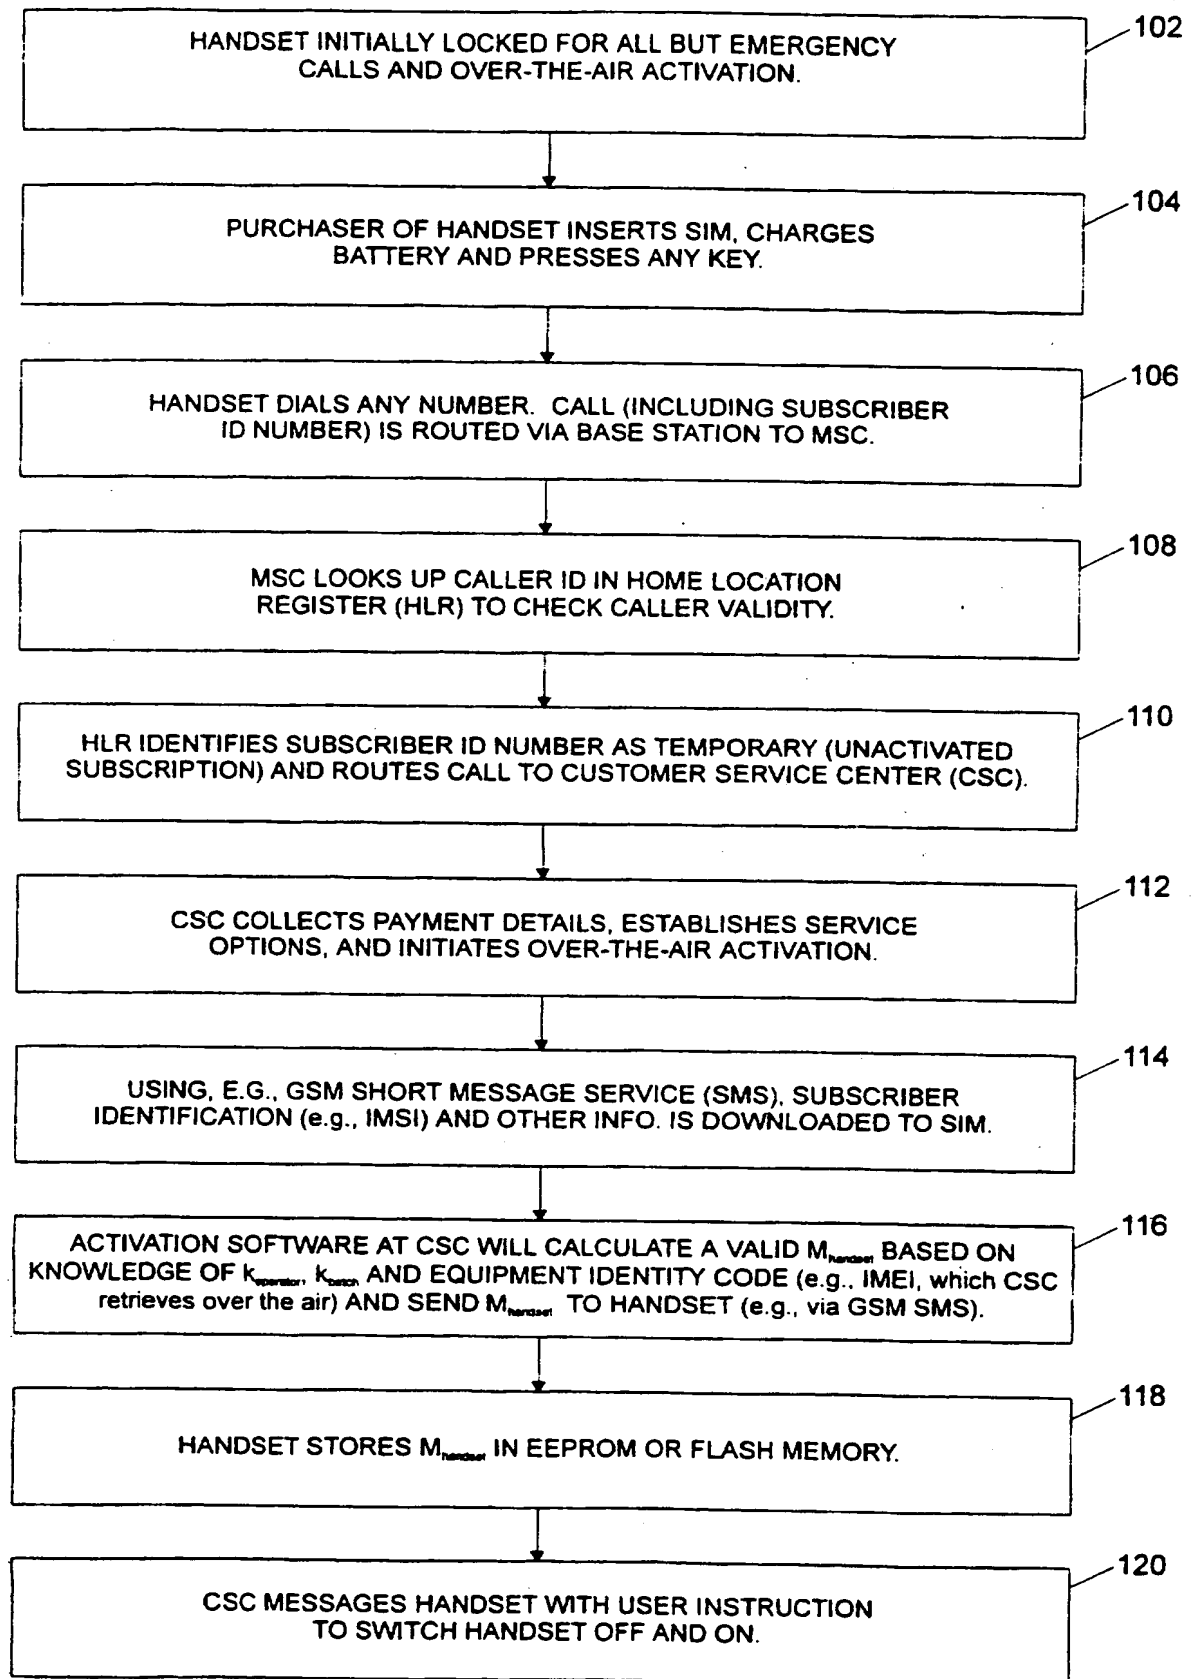 HANDSET INITIALLY LOCKED FOR ALL BUT EMERGENCY
CALLS AND OVER-THE-AIR ACTIVATION.
102
PURCHASER OF HANDSET INSERTS SIM, CHARGES
BATTERY AND PRESSES ANY KEY.
104
HANDSET DIALS ANY NUMBER. CALL (INCLUDING SUBSCRIBER
ID NUMBER) IS ROUTED VIA BASE STATION TO MSC.
106
MSC LOOKS UP CALLER ID IN HOME LOCATION
REGISTER (HLR) TO CHECK CALLER VALIDITY.
108
HLR IDENTIFIES SUBSCRIBER ID NUMBER AS TEMPORARY (UNACTIVATED
SUBSCRIPTION) AND ROUTES CALL TO CUSTOMER SERVICE CENTER (CSC).
110
CSC COLLECTS PAYMENT DETAILS, ESTABLISHES SERVICE
OPTIONS, AND INITIATES OVER-THE-AIR ACTIVATION.
112
USING, E.G., GSM SHORT MESSAGE SERVICE (SMS), SUBSCRIBER
IDENTIFICATION (e.g., IMSI) AND OTHER INFO. IS DOWNLOADED TO SIM.
114
ACTIVATION SOFTWARE AT CSC WILL CALCULATE A VALID M handset BASED ON
KNOWLEDGE OF K operator, K batch AND EQUIPMENT IDENTITY CODE (e.g., IMEI, which CSC
retrieves over the air) AND SEND M handset TO HANDSET (e.g., via GSM SMS).
116
HANDSET STORES M handset IN EEPROM OR FLASH MEMORY.
118
CSC MESSAGES HANDSET WITH USER INSTRUCTION
TO SWITCH HANDSET OFF AND ON.
120